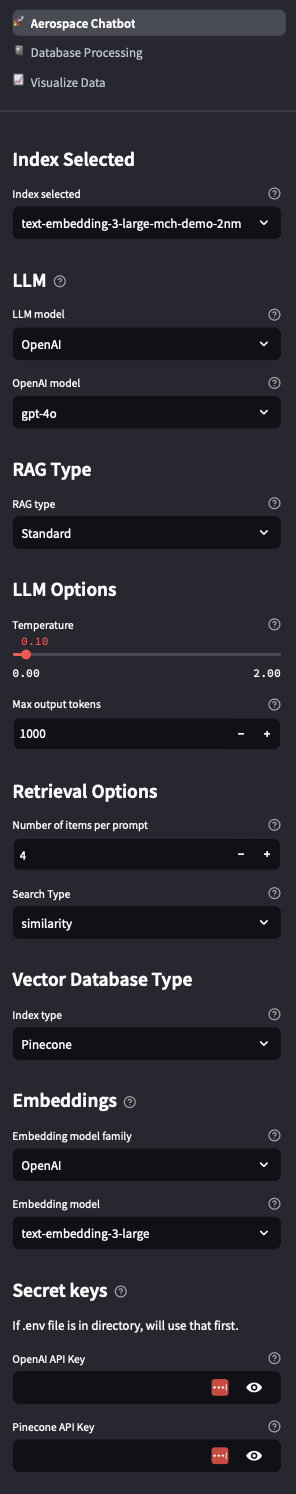 Aerospace Chatbot
Database Processing
Visualize Data
Index Selected
Index selected
text-embedding-3-large-mch-demo-2nm
LLM
LLM model
OpenAI
OpenAI model
gpt-4o
RAG Type
RAG type
Standard
LLM Options
Temperature
0.10
0.00 2.00
Max output tokens
1000 - +
Retrieval Options
Number of items per prompt
4 - +
Search Type
similarity
Vector Database Type
Index type
Pinecone
Embeddings
Embedding model family
OpenAI
Embedding model
text-embedding-3-large
Secret keys
If .env file is in directory, will use that first.
OpenAI API Key
Pinecone API Key